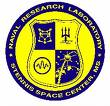 NAVAL RESEARCH LABORATORY
STENNIS SPACE CENTER, MS